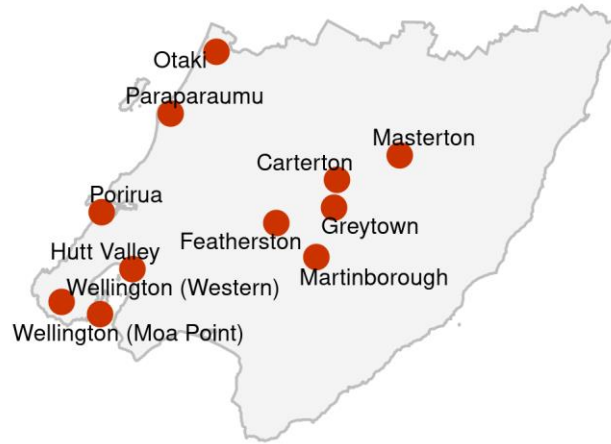 Otaki
Paraparaumu
Masterton
Carterton
Porirua
Greytown
Featherston
Hutt Valley
Martinborough
Wellington (Western)
Wellington (Moa Point)